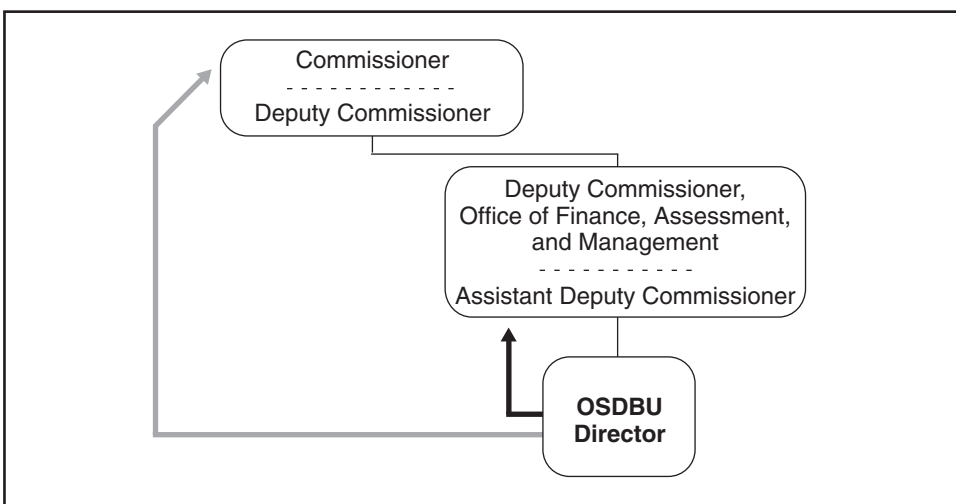 Commissioner
Deputy Commissioner
Deputy Commissioner,
Office of Finance, Assessment,
and Management
Assistant Deputy Commissioner
OSDBU
Director